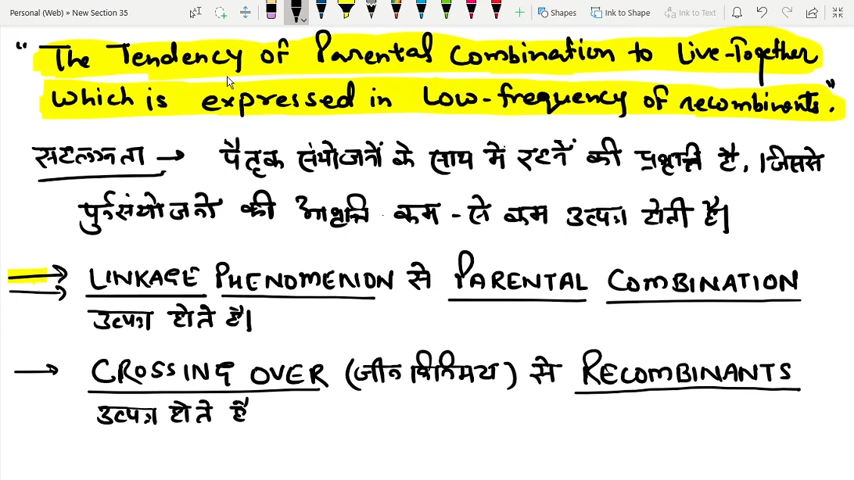 Personal (Web) » New Section 35
Shapes Ink to Shape Ink to Text
" The Tendency of Parental Combination to Live-Together
which is expressed in Low-frequency of recombinants."
सहलग्नता → पैतृक संयोजनों के साथ में रहने की प्रवृत्ति है, जिससे
पुर्नसंयोजनो की आवृत्ति कम-से कम उत्पन्न होती है।
LINKAGE PHENOMENION से PARENTAL COMBINATION
उत्पन्न होते है।
→ CROSSING OVER (जीन विनिमय) से RECOMBINANTS
उत्पन्न होते है